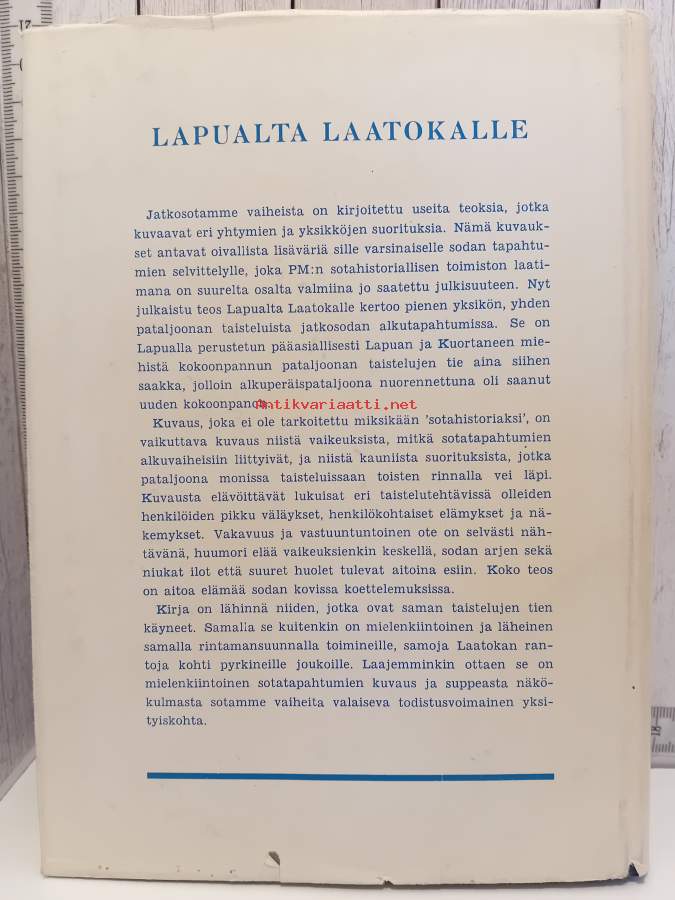 LAPUALTA LAATOKALLE
Jatkosotamme vaiheista on kirjoitettu useita teoksia, jotka
kuvaavat eri yhtymien ja yksikköjen suorituksia. Nämä kuvauk-
set antavat oivallista lisäväriä sille varsinaiselle sodan tapahtu-
mien selvittelylle, joka PM:n sotahistoriallisen toimiston laati-
mana on suurelta osalta valmiina jo saatettu julkisuuteen. Nyt
julkaistu teos Lapualta Laatokalle kertoo pienen yksikön, yhden
pataljoonan taisteluista jatkosodan alkutapahtumissa. Se on
Lapualla perustetun pääasiallisesti Lapuan ja Kuortaneen mie-
histä kokoonpannun pataljoonan taistelujen tie aina siihen
saakka, jolloin alkuperäispataljoona nuorennettuna oli saanut
uuden kokoonpanon.
Antikvariaatti.net
Kuvaus, joka ei ole tarkoitettu miksikään 'sotahistoriaksi', on
vaikuttava kuvaus niistä vaikeuksista, mitkä sotatapahtumien
alkuvaiheisiin liittyivät, ja niistä kauniista suorituksista, jotka
pataljoona monissa taisteluissaan toisten rinnalla vei läpi.
Kuvausta elävöittävät lukuisat eri taistelutehtävissä olleiden
henkilöiden pikku väläykset, henkilökohtaiset elämykset ja nä-
kemykset. Vakavuus ja vastuuntuntoinen ote on selvästi näh-
tävänä, huumori elää vaikeuksienkin keskellä, sodan arjen sekä
niukat ilot että suuret huolet tulevat aitoina esiin. Koko teos
on aitoa elämää sodan kovissa koettelemuksissa.
Kirja on lähinnä niiden, jotka ovat saman taistelujen tien
käyneet. Samalla se kuitenkin on mielenkiintoinen ja läheinen
samalla rintamansuunnalla toimineille, samoja Laatokan ran-
toja kohti pyrkineille joukoille. Laajemminkin ottaen se on
mielenkiintoinen sotatapahtumien kuvaus ja suppeasta näkö-
kulmasta sotamme vaiheita valaiseva todistusvoimainen yksi-
tyiskohta.